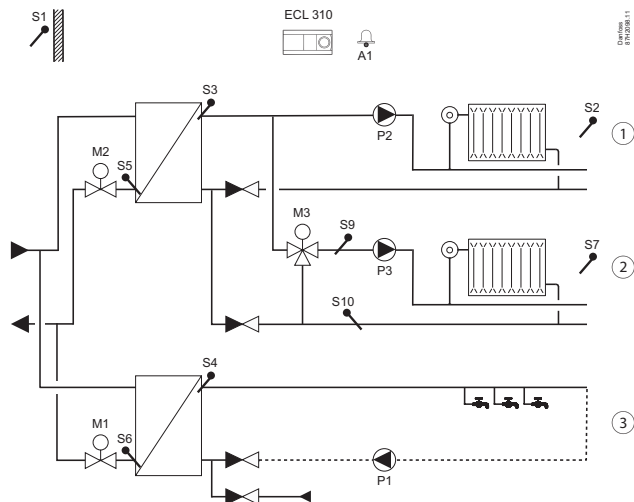 S1
ECL 310
A1
Danfoss
87H2098.11
S3
P2
S2
1
M2
S5
M3
S9
P3
S7
2
S10
S4
M1
S6
P1
3